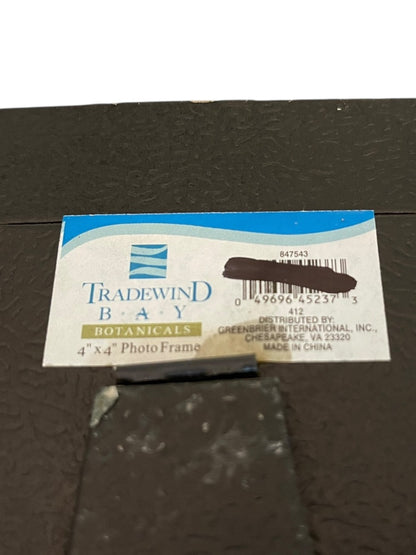 847543
TRADEWIND
B·A·Y
BOTANICALS
4" x 4" Photo Frame
0 49696 45237 3
412
DISTRIBUTED BY:
GREENBRIER INTERNATIONAL, INC.,
CHESAPEAKE, VA 23320
MADE IN CHINA